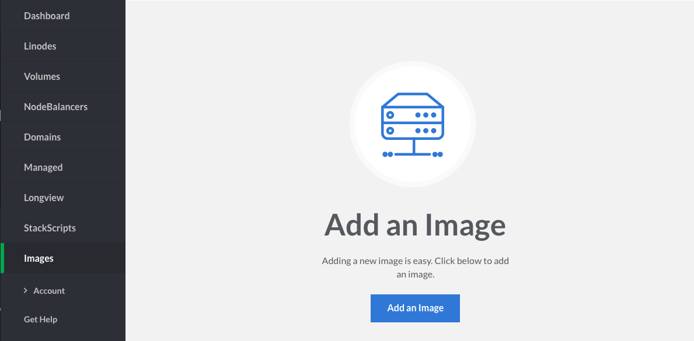 Dashboard
Linodes
Volumes
NodeBalancers
Domains
Managed
Longview
StackScripts
Images
Account
Get Help
Add an Image
Adding a new image is easy. Click below to add
an image.
Add an Image